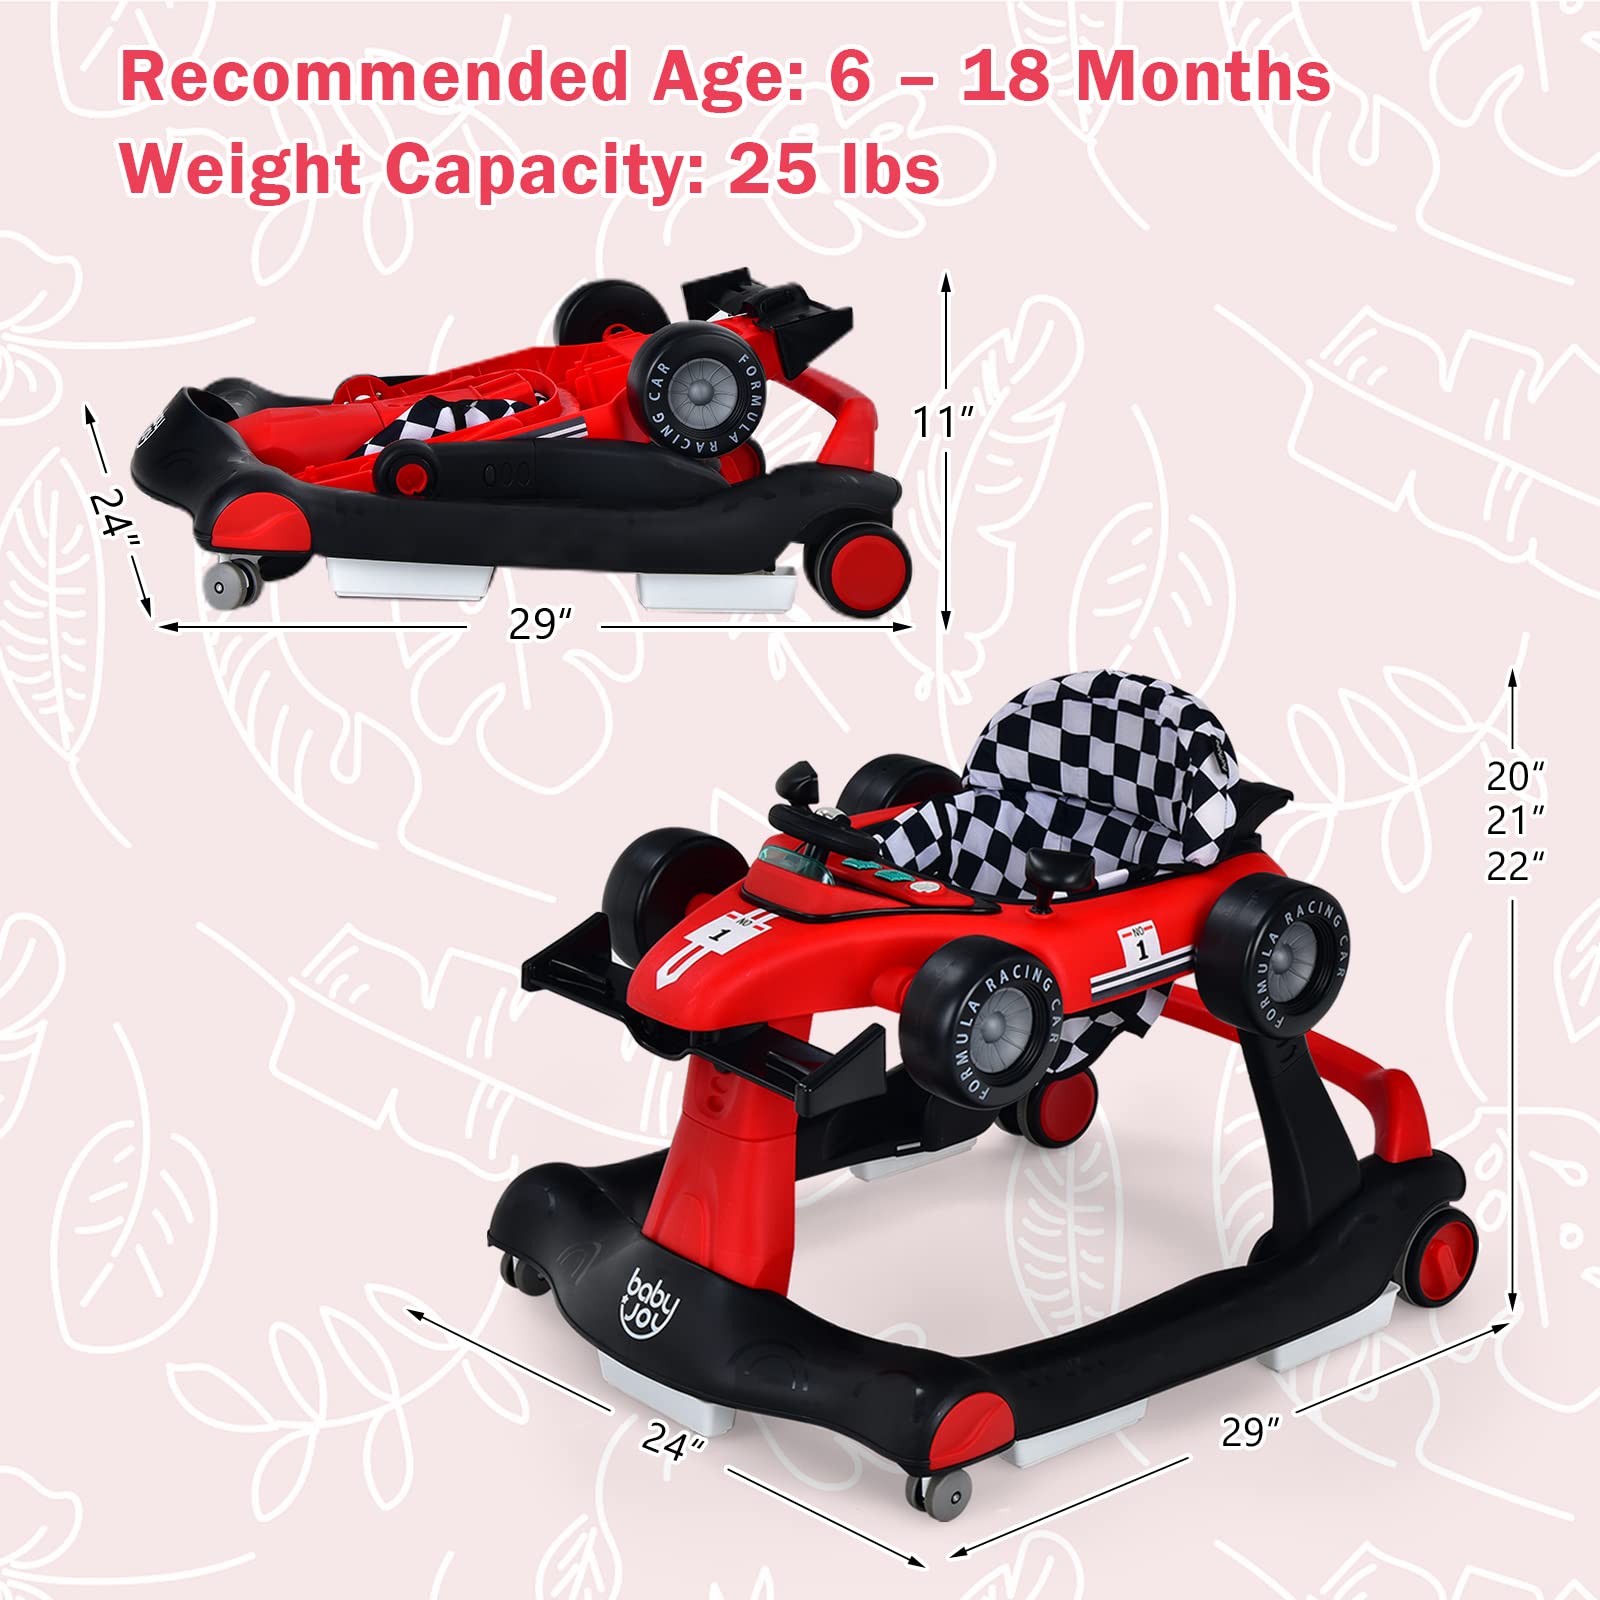 Recommended Age: 6 – 18 Months
Weight Capacity: 25 lbs
11"
24"
29"
FORMULA RACING CAR
20"
21"
22"
NO
1
NO
1
FORMULA RACING CAR
FORMULA RACING CAR
baby
JOY
24"
29"